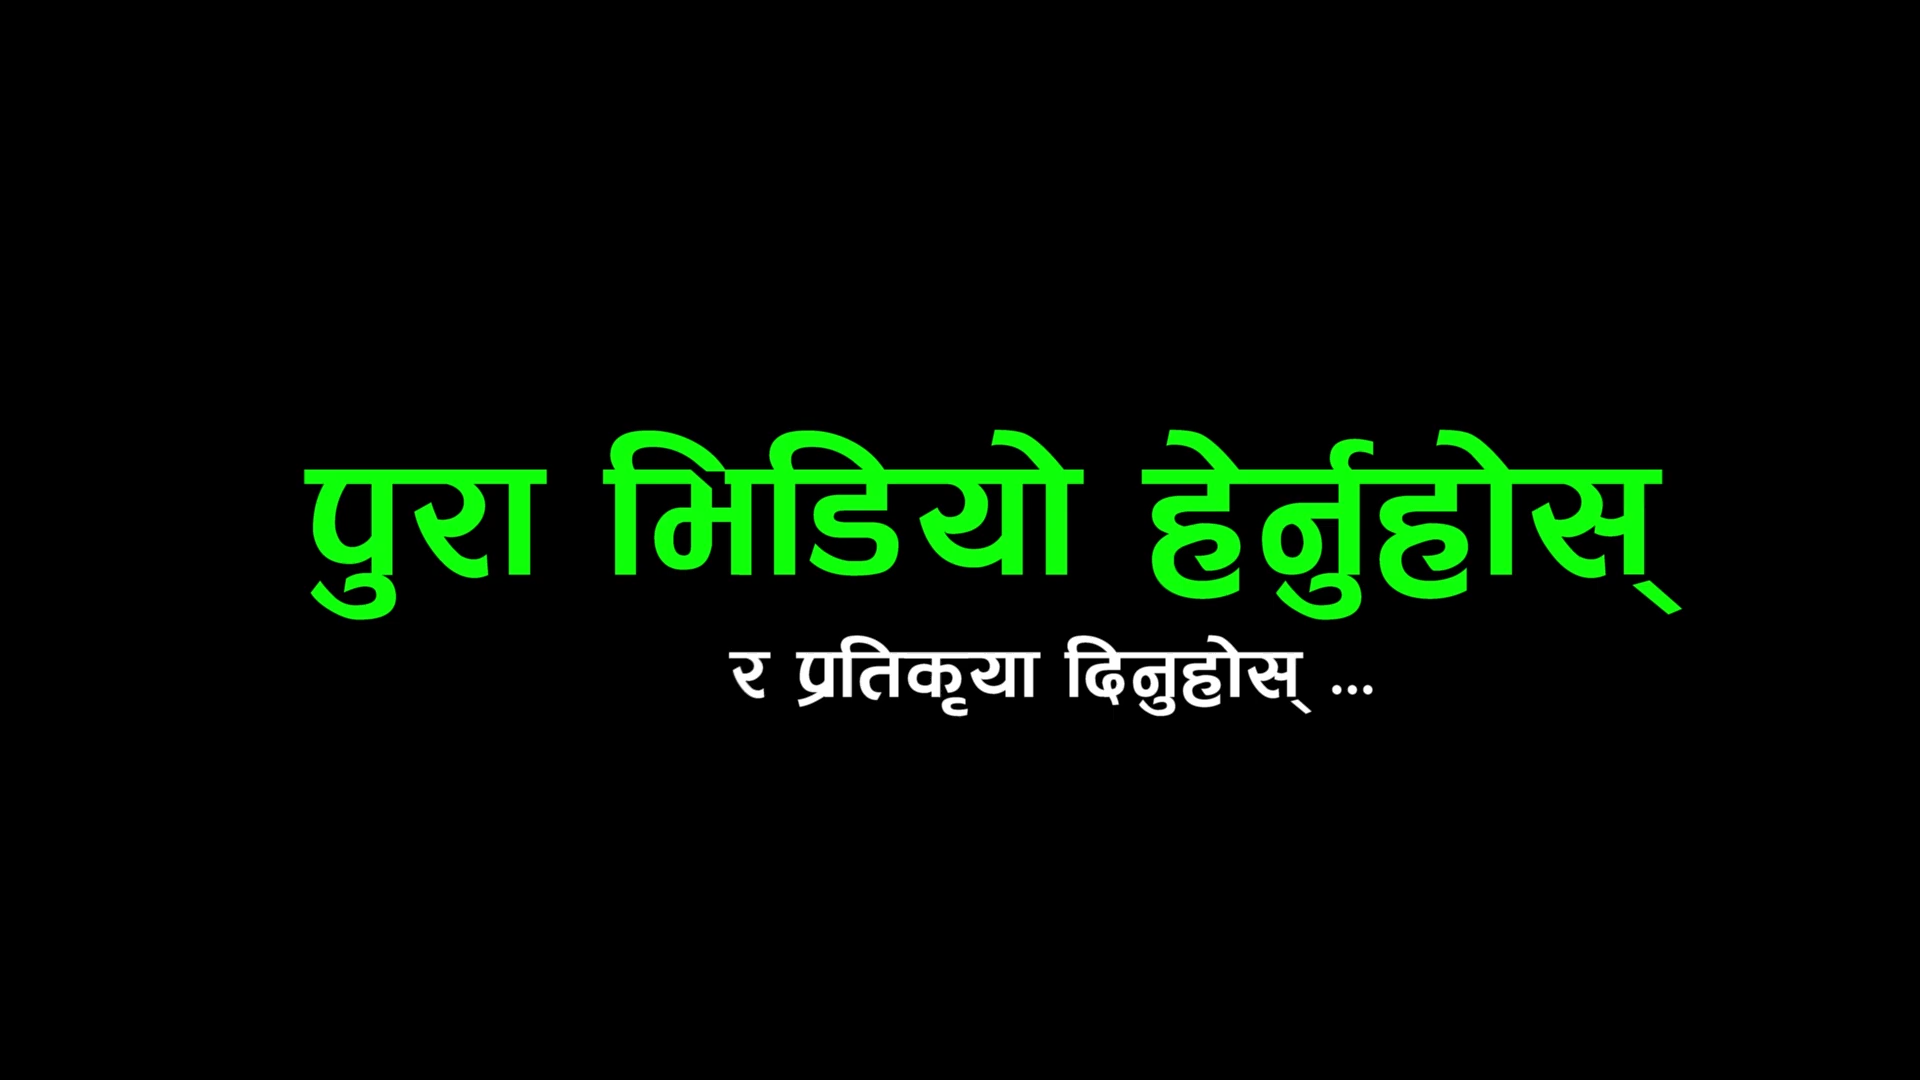 पुरा भिडियो हेर्नुहोस्
र प्रतिकृया दिनुहोस् ...